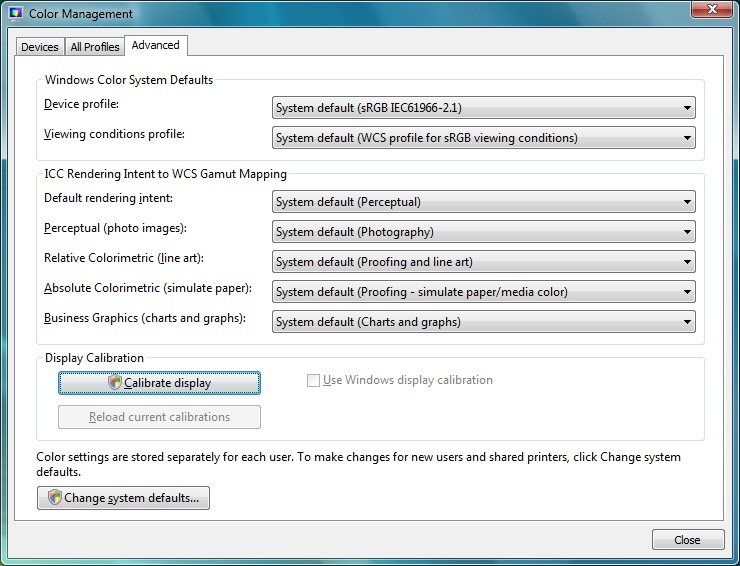 Color Management
Devices
All Profiles
Advanced
Windows Color System Defaults
Device profile:
System default (sRGB IEC61966-2.1)
Viewing conditions profile:
System default (WCS profile for sRGB viewing conditions)
ICC Rendering Intent to WCS Gamut Mapping
Default rendering intent:
System default (Perceptual)
Perceptual (photo images):
System default (Photography)
Relative Colorimetric (line art):
System default (Proofing and line art)
Absolute Colorimetric (simulate paper):
System default (Proofing - simulate paper/media color)
Business Graphics (charts and graphs):
System default (Charts and graphs)
Display Calibration
Calibrate display
Use Windows display calibration
Reload current calibrations
Color settings are stored separately for each user. To make changes for new users and shared printers, click Change system
defaults.
Change system defaults...
Close